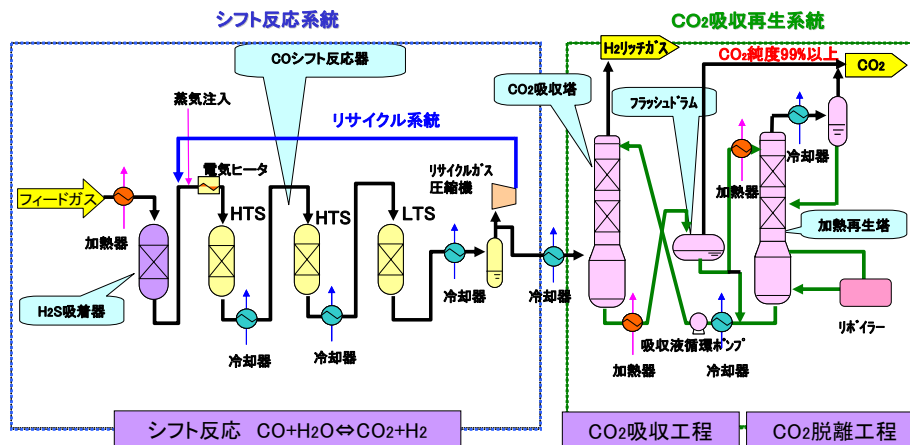 シフト反応系統
CO2吸収再生系統
COシフト反応器
蒸気注入
リサイクル系統
電気ヒータ
フィードガス
加熱器
HTS
HTS
LTS
リサイクルガス
圧縮機
H2S吸着器
冷却器
冷却器
冷却器
冷却器
シフト反応 CO+H2O⇔CO2+H2
H2リッチガス
CO2純度99%以上
CO2
CO2吸収塔
フラッシュドラム
加熱器
冷却器
加熱再生塔
リボイラー
吸収液循環ポンプ
加熱器
冷却器
CO2吸収工程
CO2脱離工程